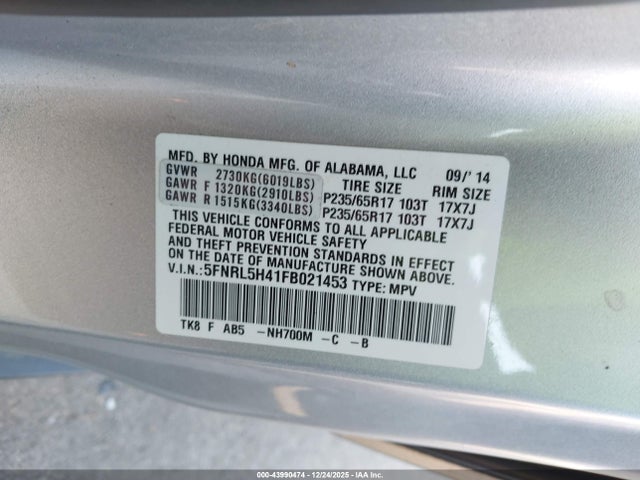 MFD. BY HONDA MFG. OF ALABAMA, LLC 09/'14
GVWR 2730KG(6019LBS) TIRE SIZE RIM SIZE
GAWR F 1320KG(2910LBS) P235/65R17 103T 17X7J
GAWR R 1515KG(3340LBS) P235/65R17 103T 17X7J
THIS VEHICLE CONFORMS TO ALL APPLICABLE
FEDERAL MOTOR VEHICLE SAFETY
AND THEFT PREVENTION STANDARDS IN EFFECT
ON THE DATE OF MANUFACTURE SHOWN ABOVE.
V.I.N.:5FNRL5H41FB021453 TYPE: MPV
TK8 F AB5 -NH700M -C -B
000-43990474 • 12/24/2025 • IAA Inc.